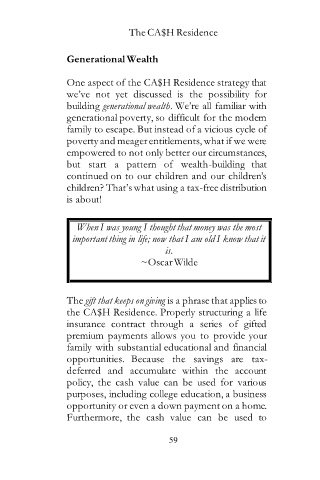 The CA$H Residence
Generational Wealth
One aspect of the CA$H Residence strategy that
we've not yet discussed is the possibility for
building generational wealth. We're all familiar with
generational poverty, so difficult for the modern
family to escape. But instead of a vicious cycle of
poverty and meager entitlements, what if we were
empowered to not only better our circumstances,
but start a pattern of wealth-building that
continued on to our children and our children's
children? That's what using a tax-free distribution
is about!
When I was young I thought that money was the most
important thing in life; now that I am old I know that it
is.
~Oscar Wilde
The gift that keeps on giving is a phrase that applies to
the CA$H Residence. Properly structuring a life
insurance contract through a series of gifted
premium payments allows you to provide your
family with substantial educational and financial
opportunities. Because the savings are tax-
deferred and accumulate within the account
policy, the cash value can be used for various
purposes, including college education, a business
opportunity or even a down payment on a home.
Furthermore, the cash value can be used to
59